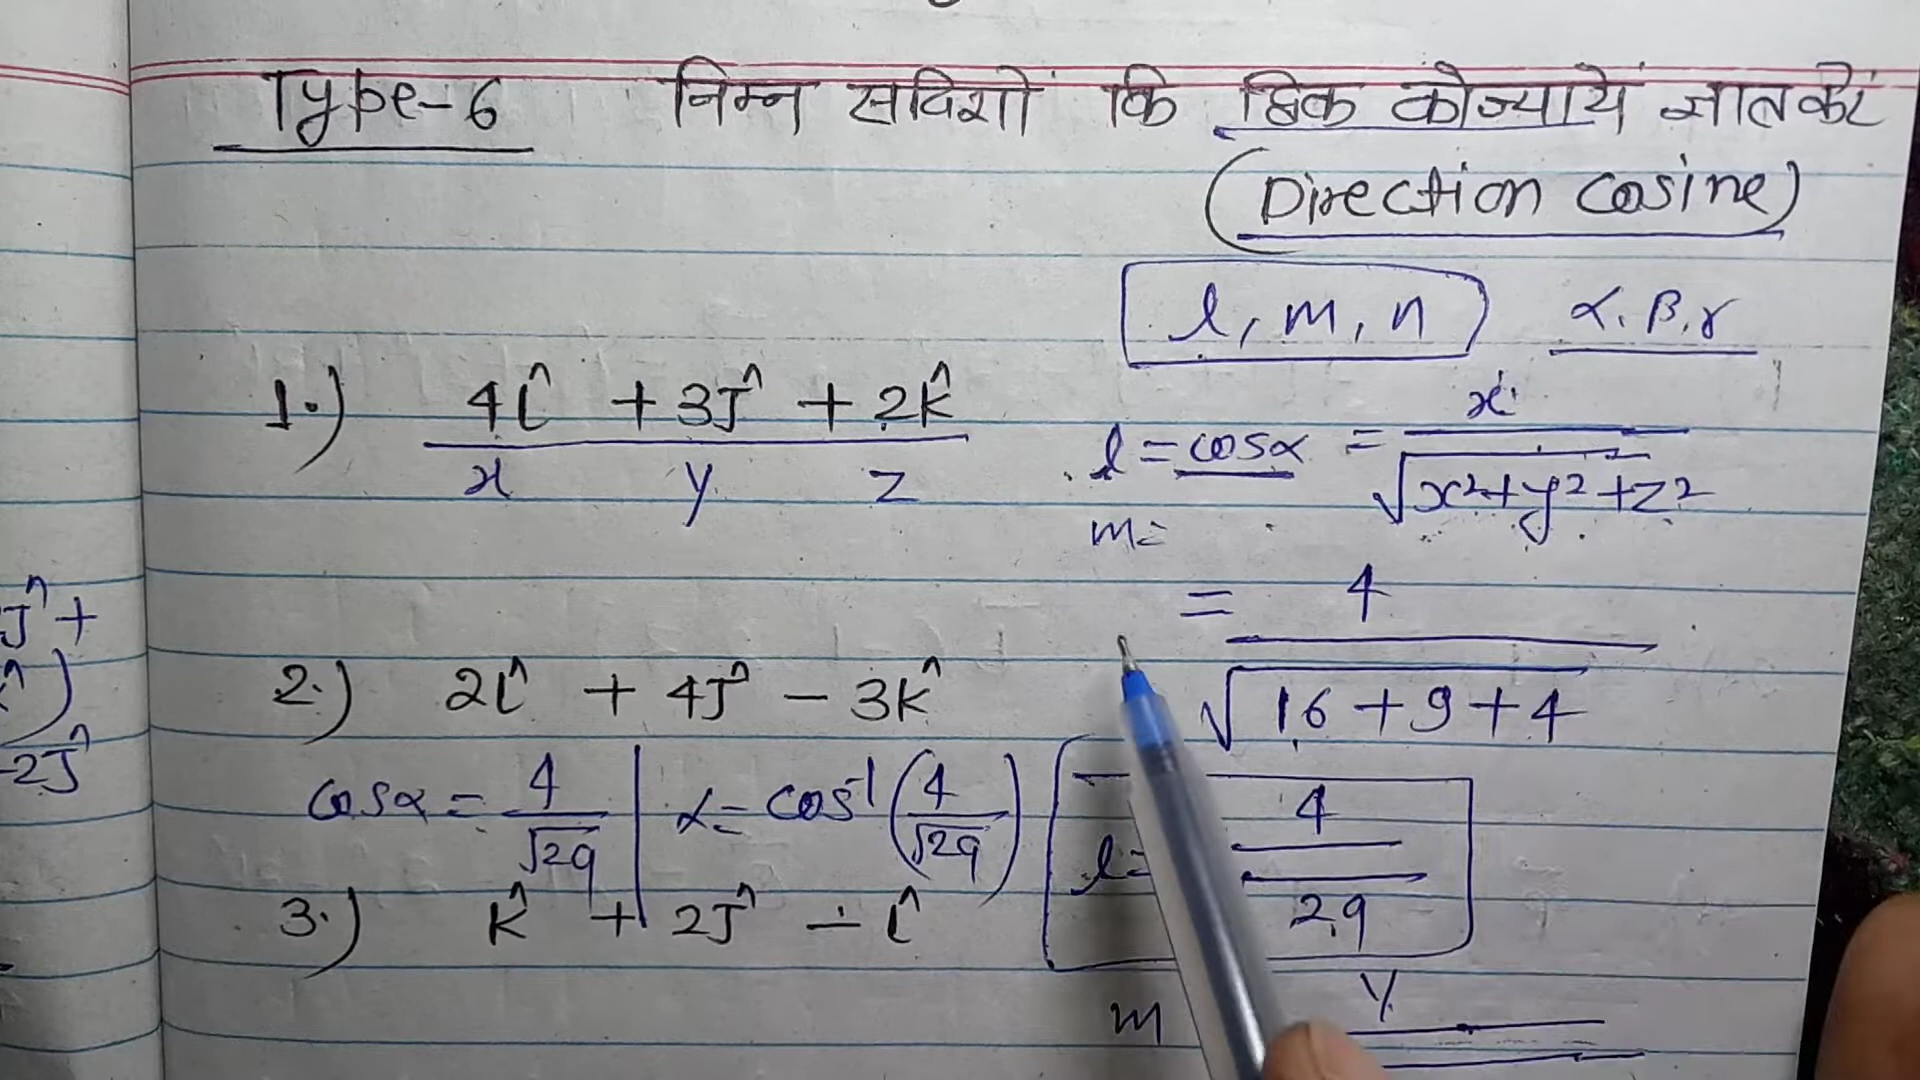 Type-6 निम्न सदिशों कि द्विक कोज्यायें ज्ञात करें
(Direction cosine)
l, m, n α, β, γ
1.) 4î + 3ĵ + 2k̂
x y z
l = cosα = x / √x²+y²+z²
m=
= 4 / √16+9+4
2.) 2î + 4ĵ - 3k̂
cosα = 4/√29 | α = cos⁻¹(4/√29)
l= 4 / 29
3.) k̂ + 2ĵ - î
m y
ĵ +
)
-2ĵ